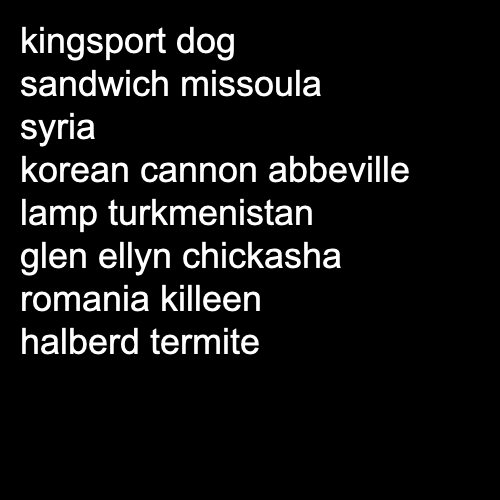 kingsport dog
sandwich missoula
syria
korean cannon abbeville
lamp turkmenistan
glen ellyn chickasha
romania killeen
halberd termite